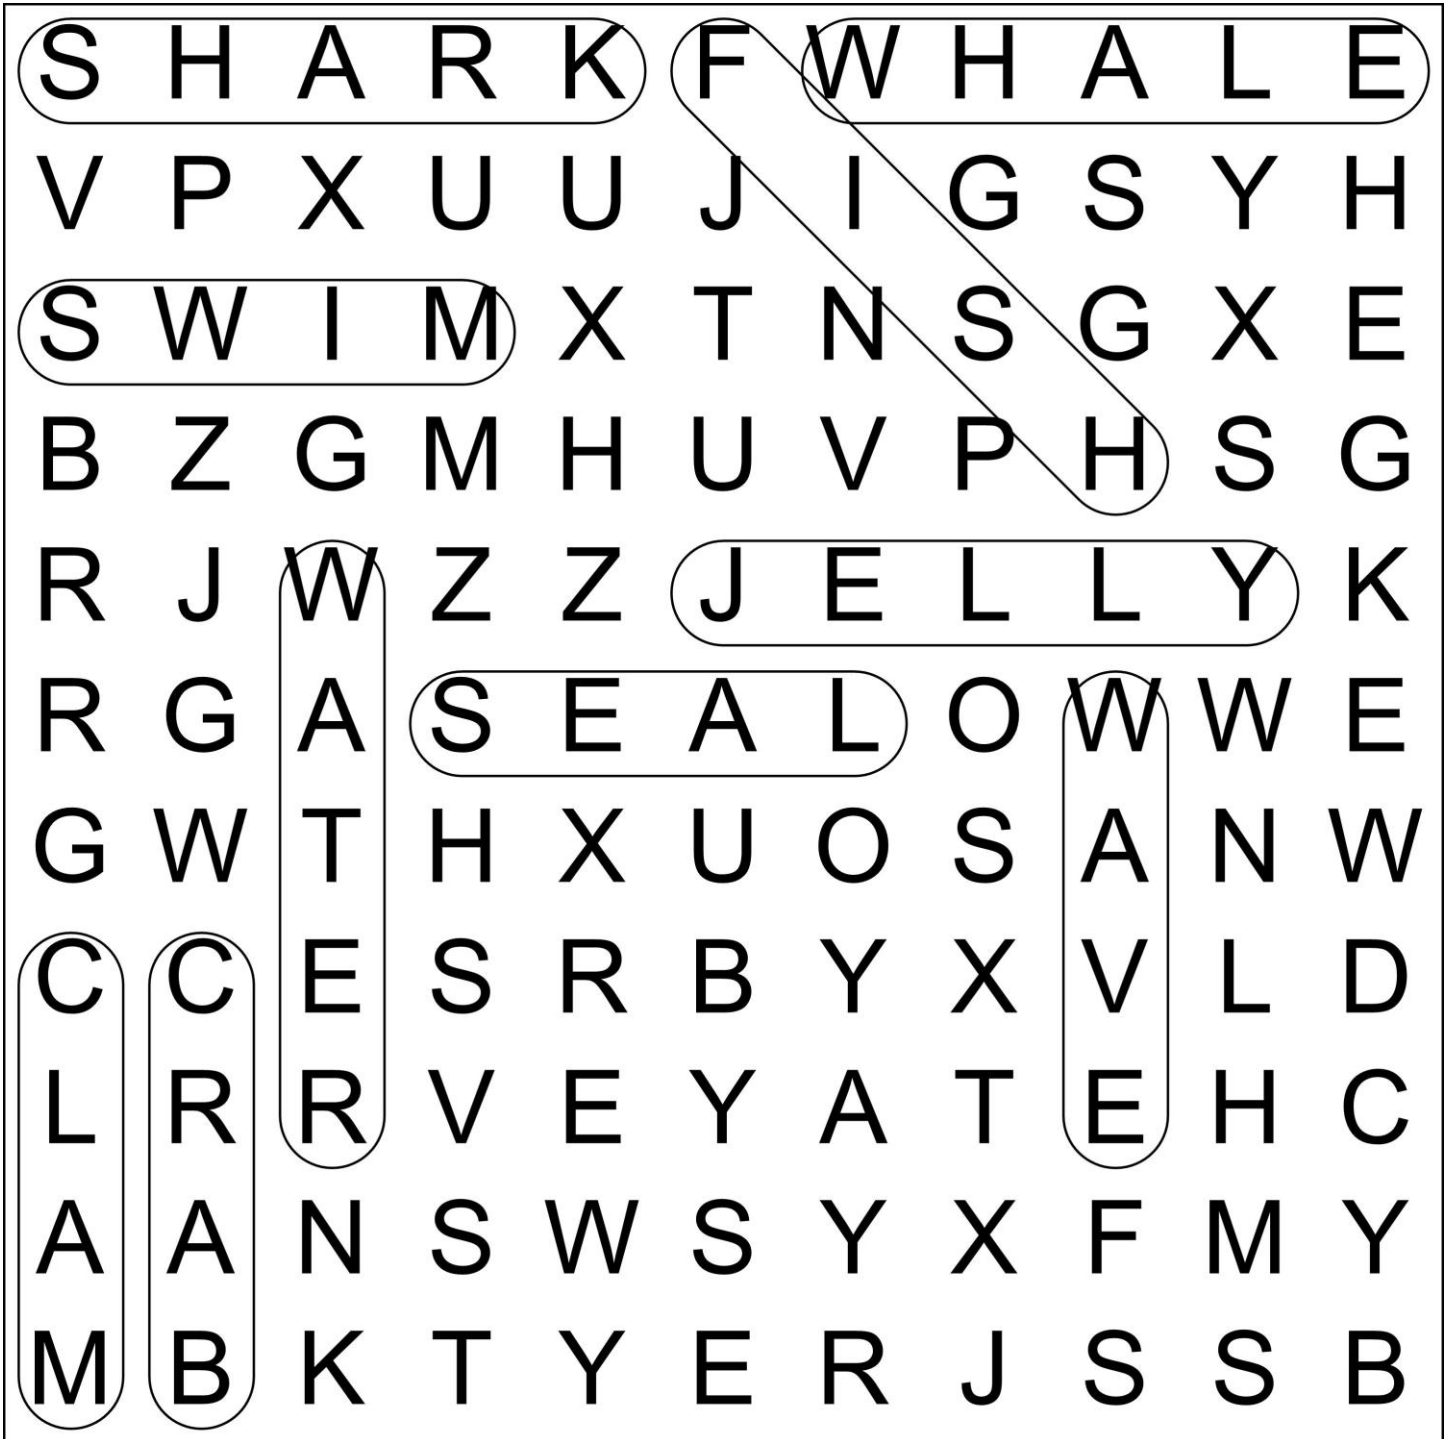 S H A R K F W H A L E
V P X U U J I G S Y H
S W I M X T N S G X E
B Z G M H U V P H S G
R J W Z Z J E L L Y K
R G A S E A L O W W E
G W T H X U O S A N W
C C E S R B Y X V L D
L R R V E Y A T E H C
A A N S W S Y X F M Y
M B K T Y E R J S S B